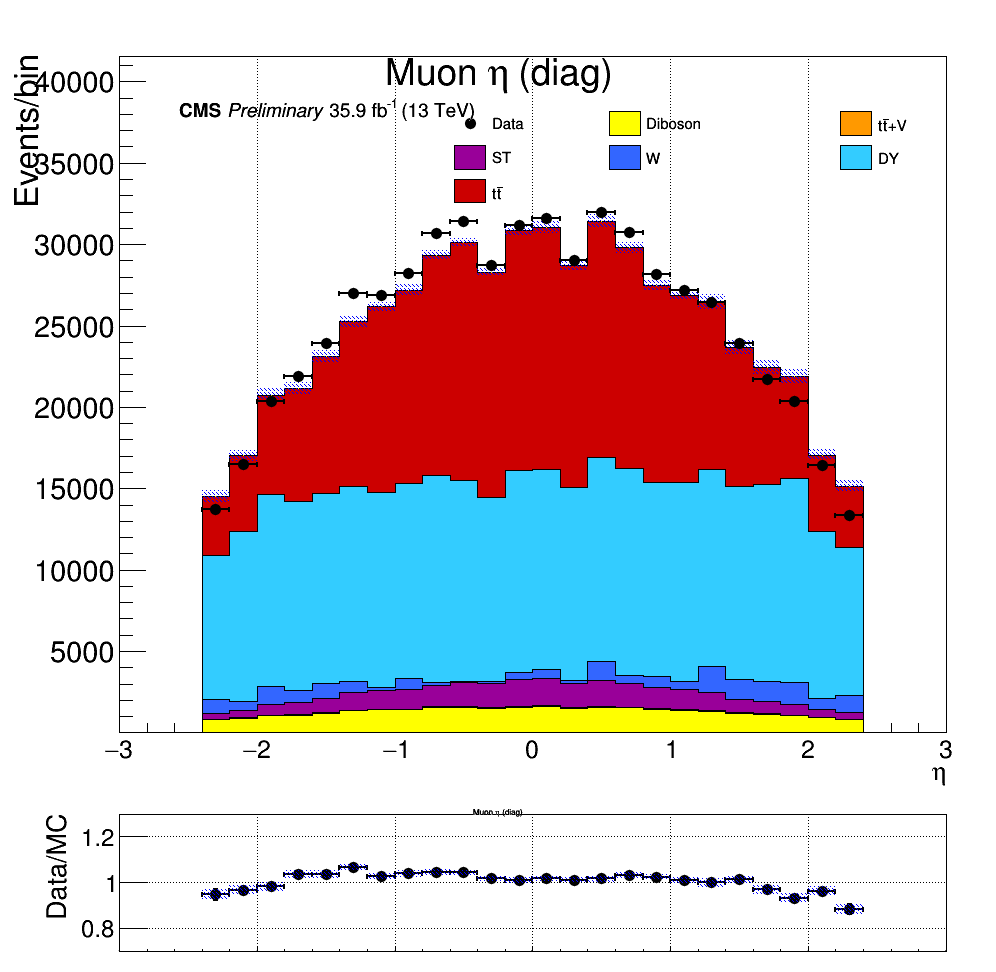 Muon η (diag)
Events/bin
CMS Preliminary 35.9 fb-1 (13 TeV)
Data
Diboson
tt̄+V
ST
W
DY
tt̄
40000
35000
30000
25000
20000
15000
10000
5000
−3 −2 −1 0 1 2 3
η
Muon η (diag)
Data/MC
1.2
1
0.8